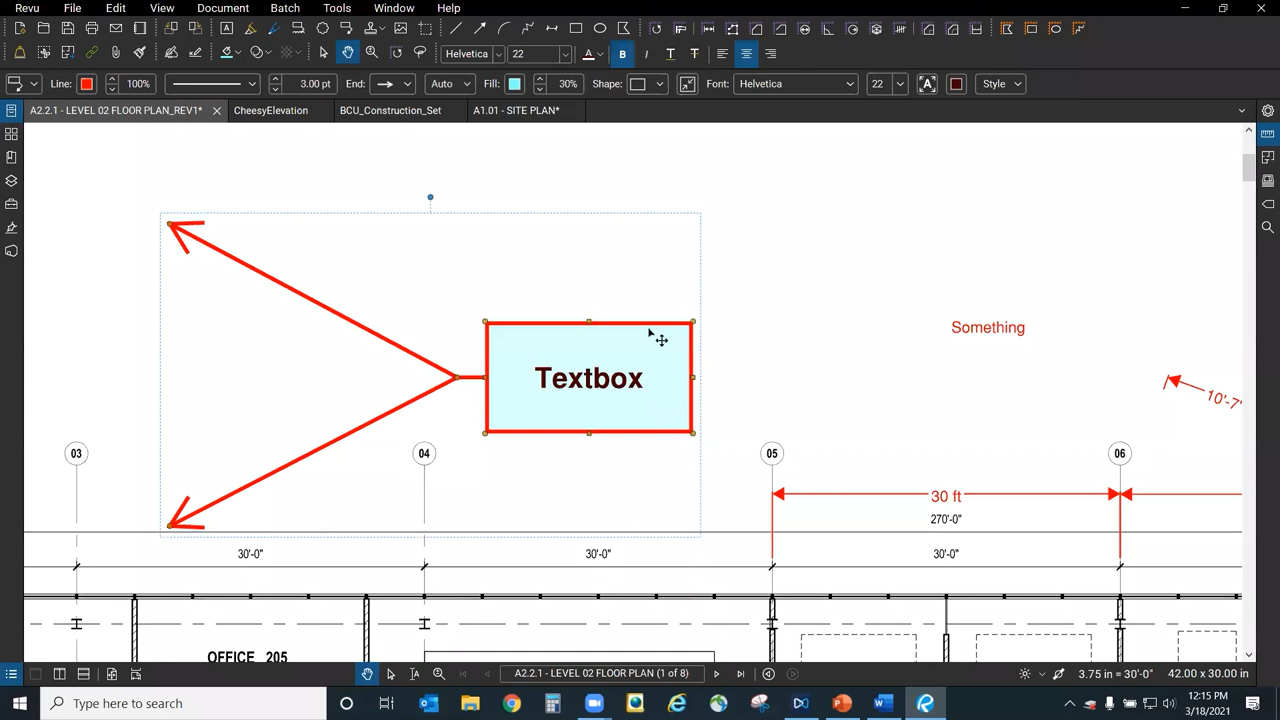 Revu File Edit View Document Batch Tools Window Help
Helvetica 22 A B I T T
Line: 100% 3.00 pt End: Auto Fill: 30% Shape: Font: Helvetica 22 A Style
A2.2.1 - LEVEL 02 FLOOR PLAN_REV1* CheesyElevation BCU_Construction_Set A1.01 - SITE PLAN*
Something
Textbox
10'-7"
03 04 05 06
30 ft
270'-0"
30'-0" 30'-0" 30'-0"
OFFICE 205
A2.2.1 - LEVEL 02 FLOOR PLAN (1 of 8) 3.75 in = 30'-0" 42.00 x 30.00 in
Type here to search
12:15 PM
3/18/2021